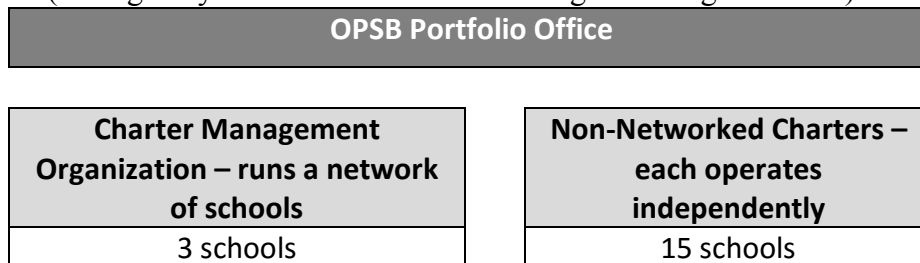 OPSB Portfolio Office
Charter Management
Organization – runs a network
of schools
3 schools
Non-Networked Charters –
each operates
independently
15 schools